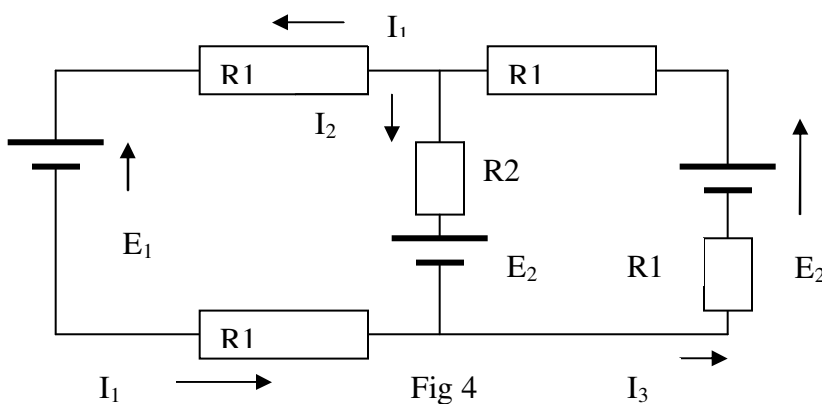 I₁
R1 R1
I₂
R2
E₁
E₂ R1 E₂
R1
I₁ Fig 4 I₃